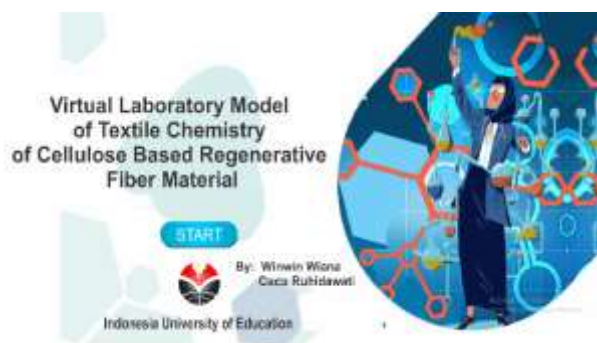 Virtual Laboratory Model
of Textile Chemistry
of Cellulose Based Regenerative
Fiber Material
START
By: Winwin Wiana
Cucu Ruhidawati
Indonesia University of Education